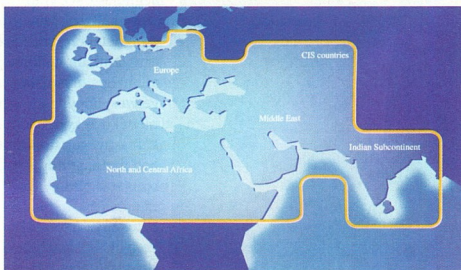 CIS countries
Europe
Middle East
Indian Subcontinent
North and Central Africa